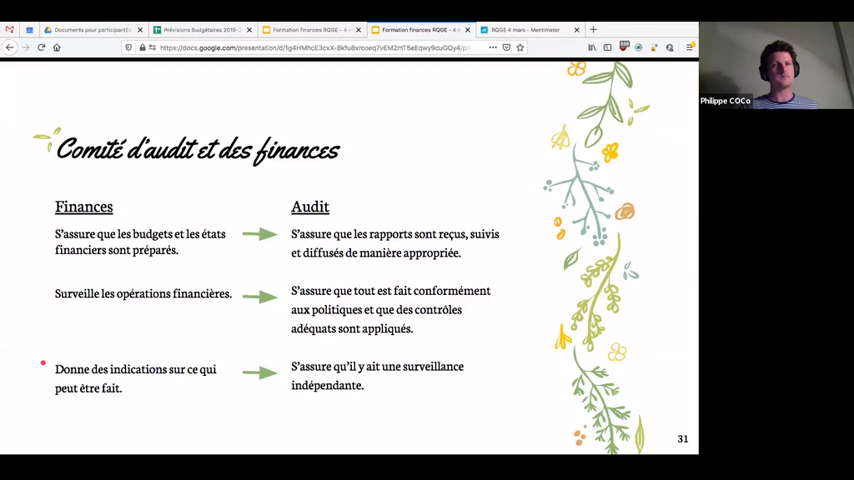 Documents pour participantEs
Prévisions Budgétaires 2019-2
Formation finances RQGE - 4 m
Formation finances RQGE - 4 m
RQGE 4 mars - Mentimeter
Philippe COCo
Comité d'audit et des finances
Finances
Audit
S'assure que les budgets et les états
financiers sont préparés.
S'assure que les rapports sont reçus, suivis
et diffusés de manière appropriée.
Surveille les opérations financières.
S'assure que tout est fait conformément
aux politiques et que des contrôles
adéquats sont appliqués.
Donne des indications sur ce qui
peut être fait.
S'assure qu'il y ait une surveillance
indépendante.
31